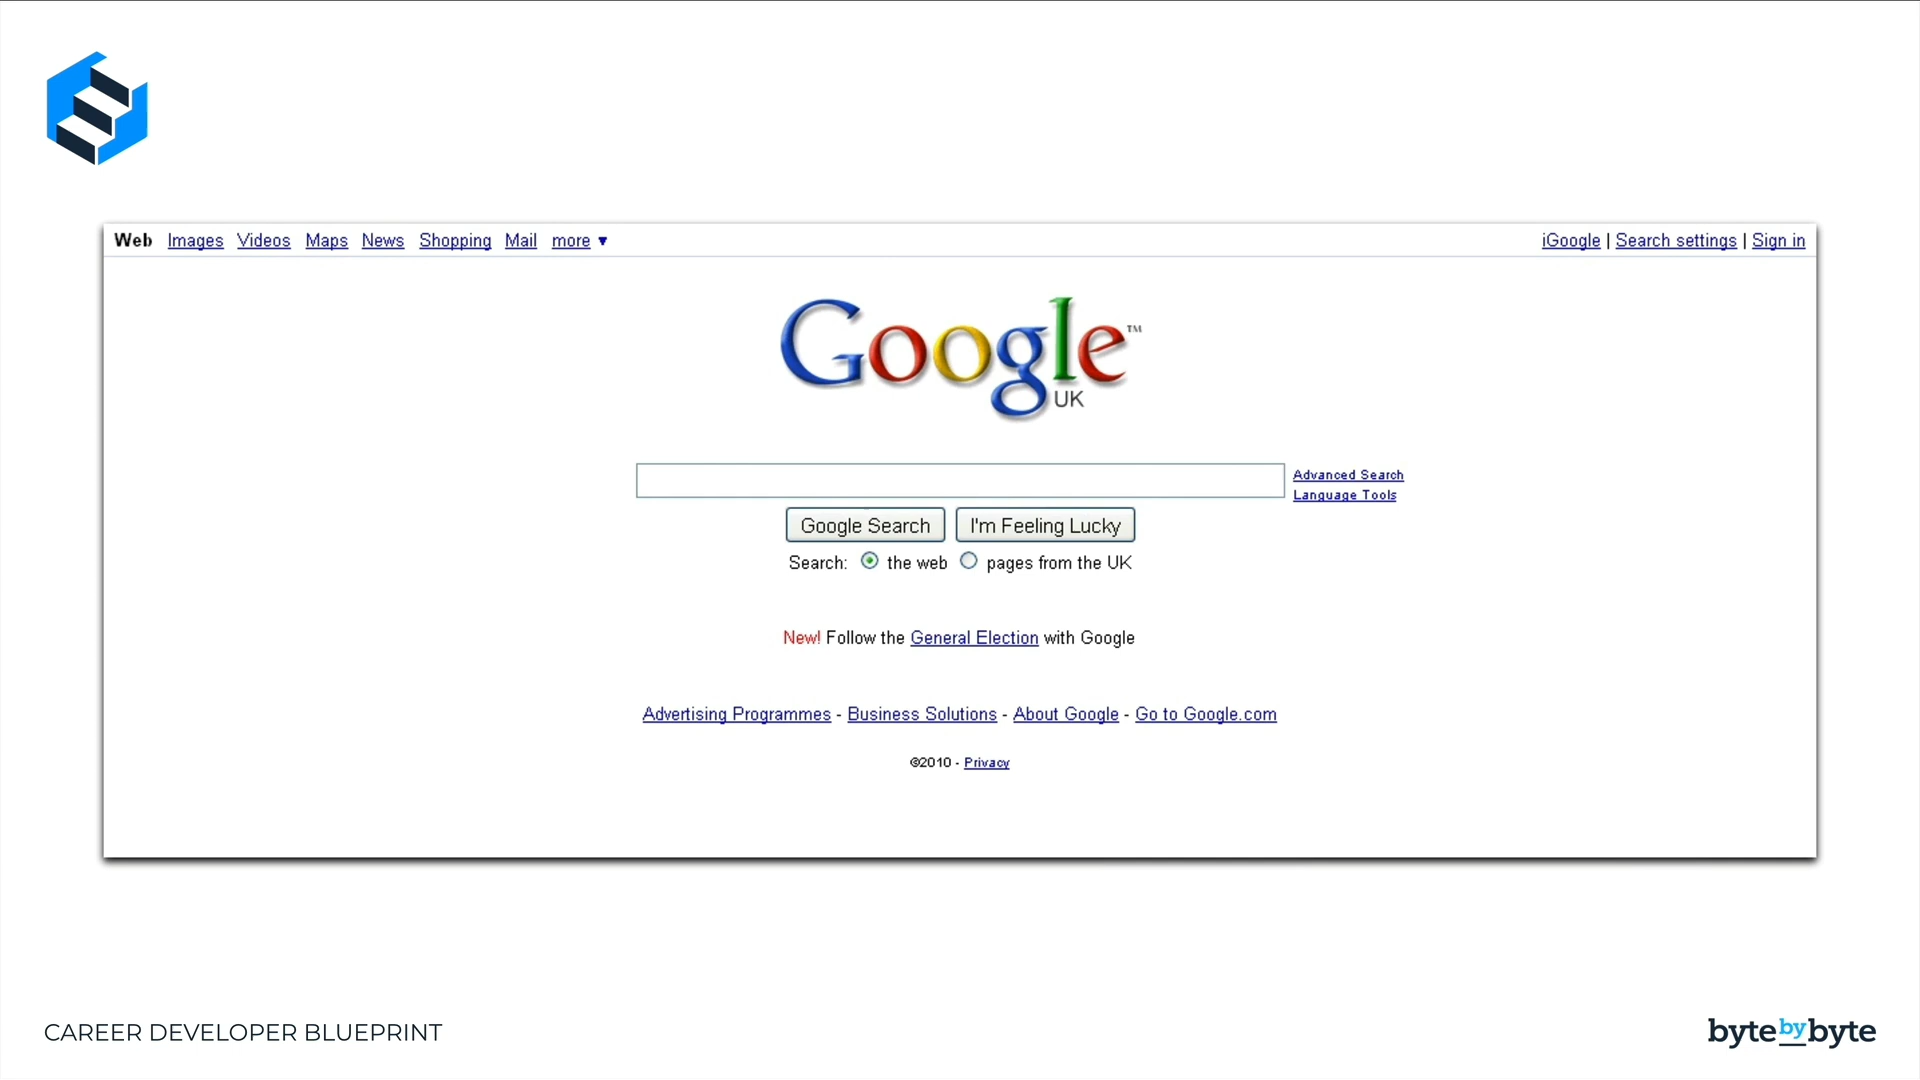 Web Images Videos Maps News Shopping Mail more ▼ iGoogle | Search settings | Sign in
Google™
UK
Advanced Search
Language Tools
Google Search I'm Feeling Lucky
Search: the web pages from the UK
New! Follow the General Election with Google
Advertising Programmes - Business Solutions - About Google - Go to Google.com
©2010 - Privacy
CAREER DEVELOPER BLUEPRINT bytebybyte